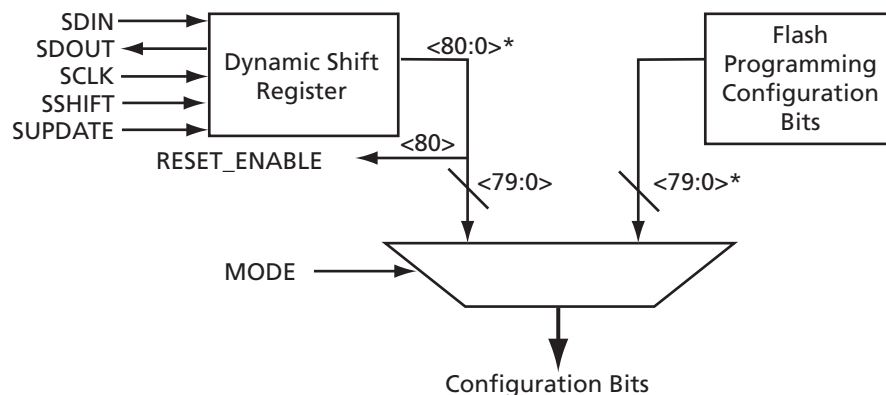 SDIN
SDOUT
SCLK
SSHIFT
SUPDATE
Dynamic Shift
Register
<80:0>*
Flash
Programming
Configuration
Bits
<80>
RESET_ENABLE
<79:0>
<79:0>*
MODE
Configuration Bits